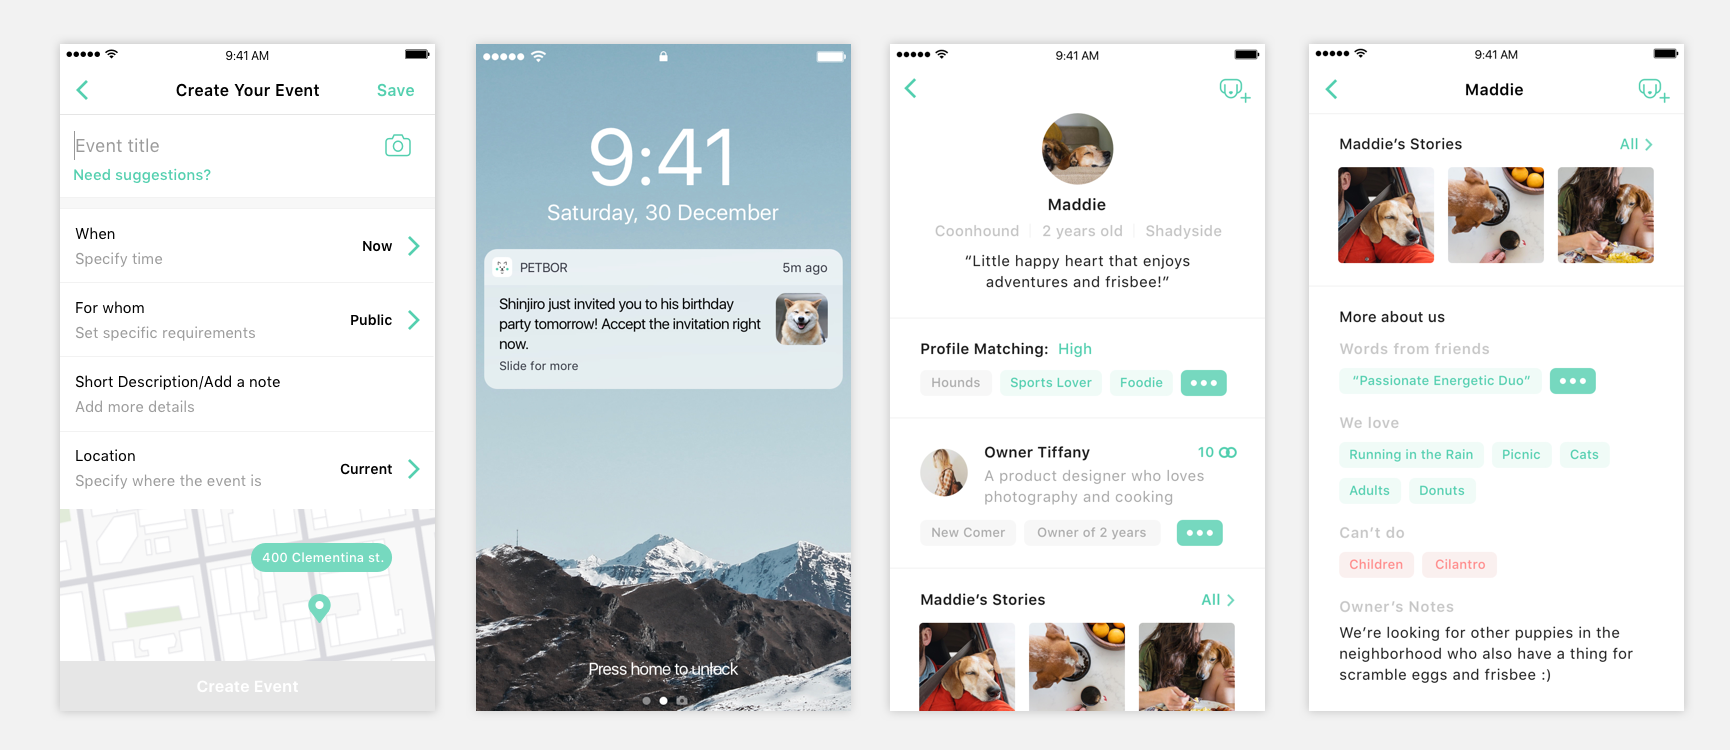 9:41 AM
Create Your Event
Save
Event title
Need suggestions?
When
Specify time
Now
For whom
Set specific requirements
Public
Short Description/Add a note
Add more details
Location
Specify where the event is
Current
400 Clementina st.
Create Event
9:41
Saturday, 30 December
PETBOR
5m ago
Shinjiro just invited you to his birthday
party tomorrow! Accept the invitation right
now.
Slide for more
Press home to unlock
9:41 AM
Maddie
Coonhound
2 years old
Shadyside
“Little happy heart that enjoys
adventures and frisbee!”
Profile Matching: High
Hounds
Sports Lover
Foodie
Owner Tiffany
10
A product designer who loves
photography and cooking
New Comer
Owner of 2 years
Maddie’s Stories
All
9:41 AM
Maddie
Maddie’s Stories
All
More about us
Words from friends
“Passionate Energetic Duo”
We love
Running in the Rain
Picnic
Cats
Adults
Donuts
Can’t do
Children
Cilantro
Owner’s Notes
We’re looking for other puppies in the
neighborhood who also have a thing for
scramble eggs and frisbee :)